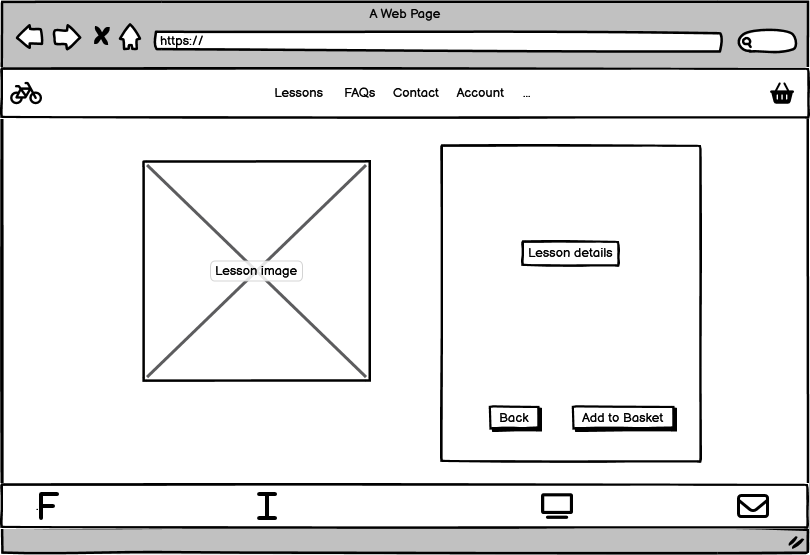 A Web Page
https://
Lessons FAQs Contact Account ...
Lesson image
Lesson details
Back Add to Basket
F I